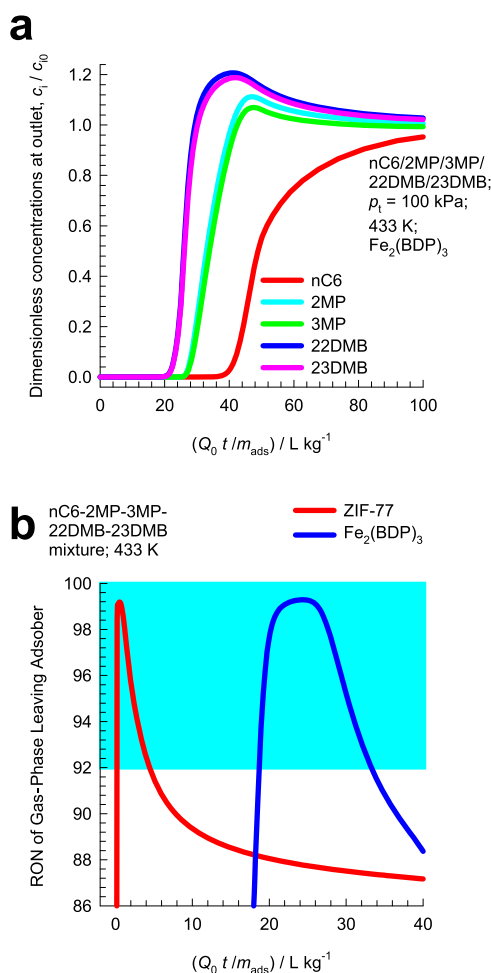 a
Dimensionless concentrations at outlet, cᵢ / cᵢ₀
1.2
1.0
0.8
0.6
0.4
0.2
0.0
nC6/2MP/3MP/
22DMB/23DMB;
pₜ = 100 kPa;
433 K;
Fe₂(BDP)₃
nC6
2MP
3MP
22DMB
23DMB
0 20 40 60 80 100
(Q₀ t /mₐdₛ) / L kg⁻¹
b
nC6-2MP-3MP-
22DMB-23DMB
mixture; 433 K
ZIF-77
Fe₂(BDP)₃
RON of Gas-Phase Leaving Adsober
100
98
96
94
92
90
88
86
0 10 20 30 40
(Q₀ t /mₐdₛ) / L kg⁻¹